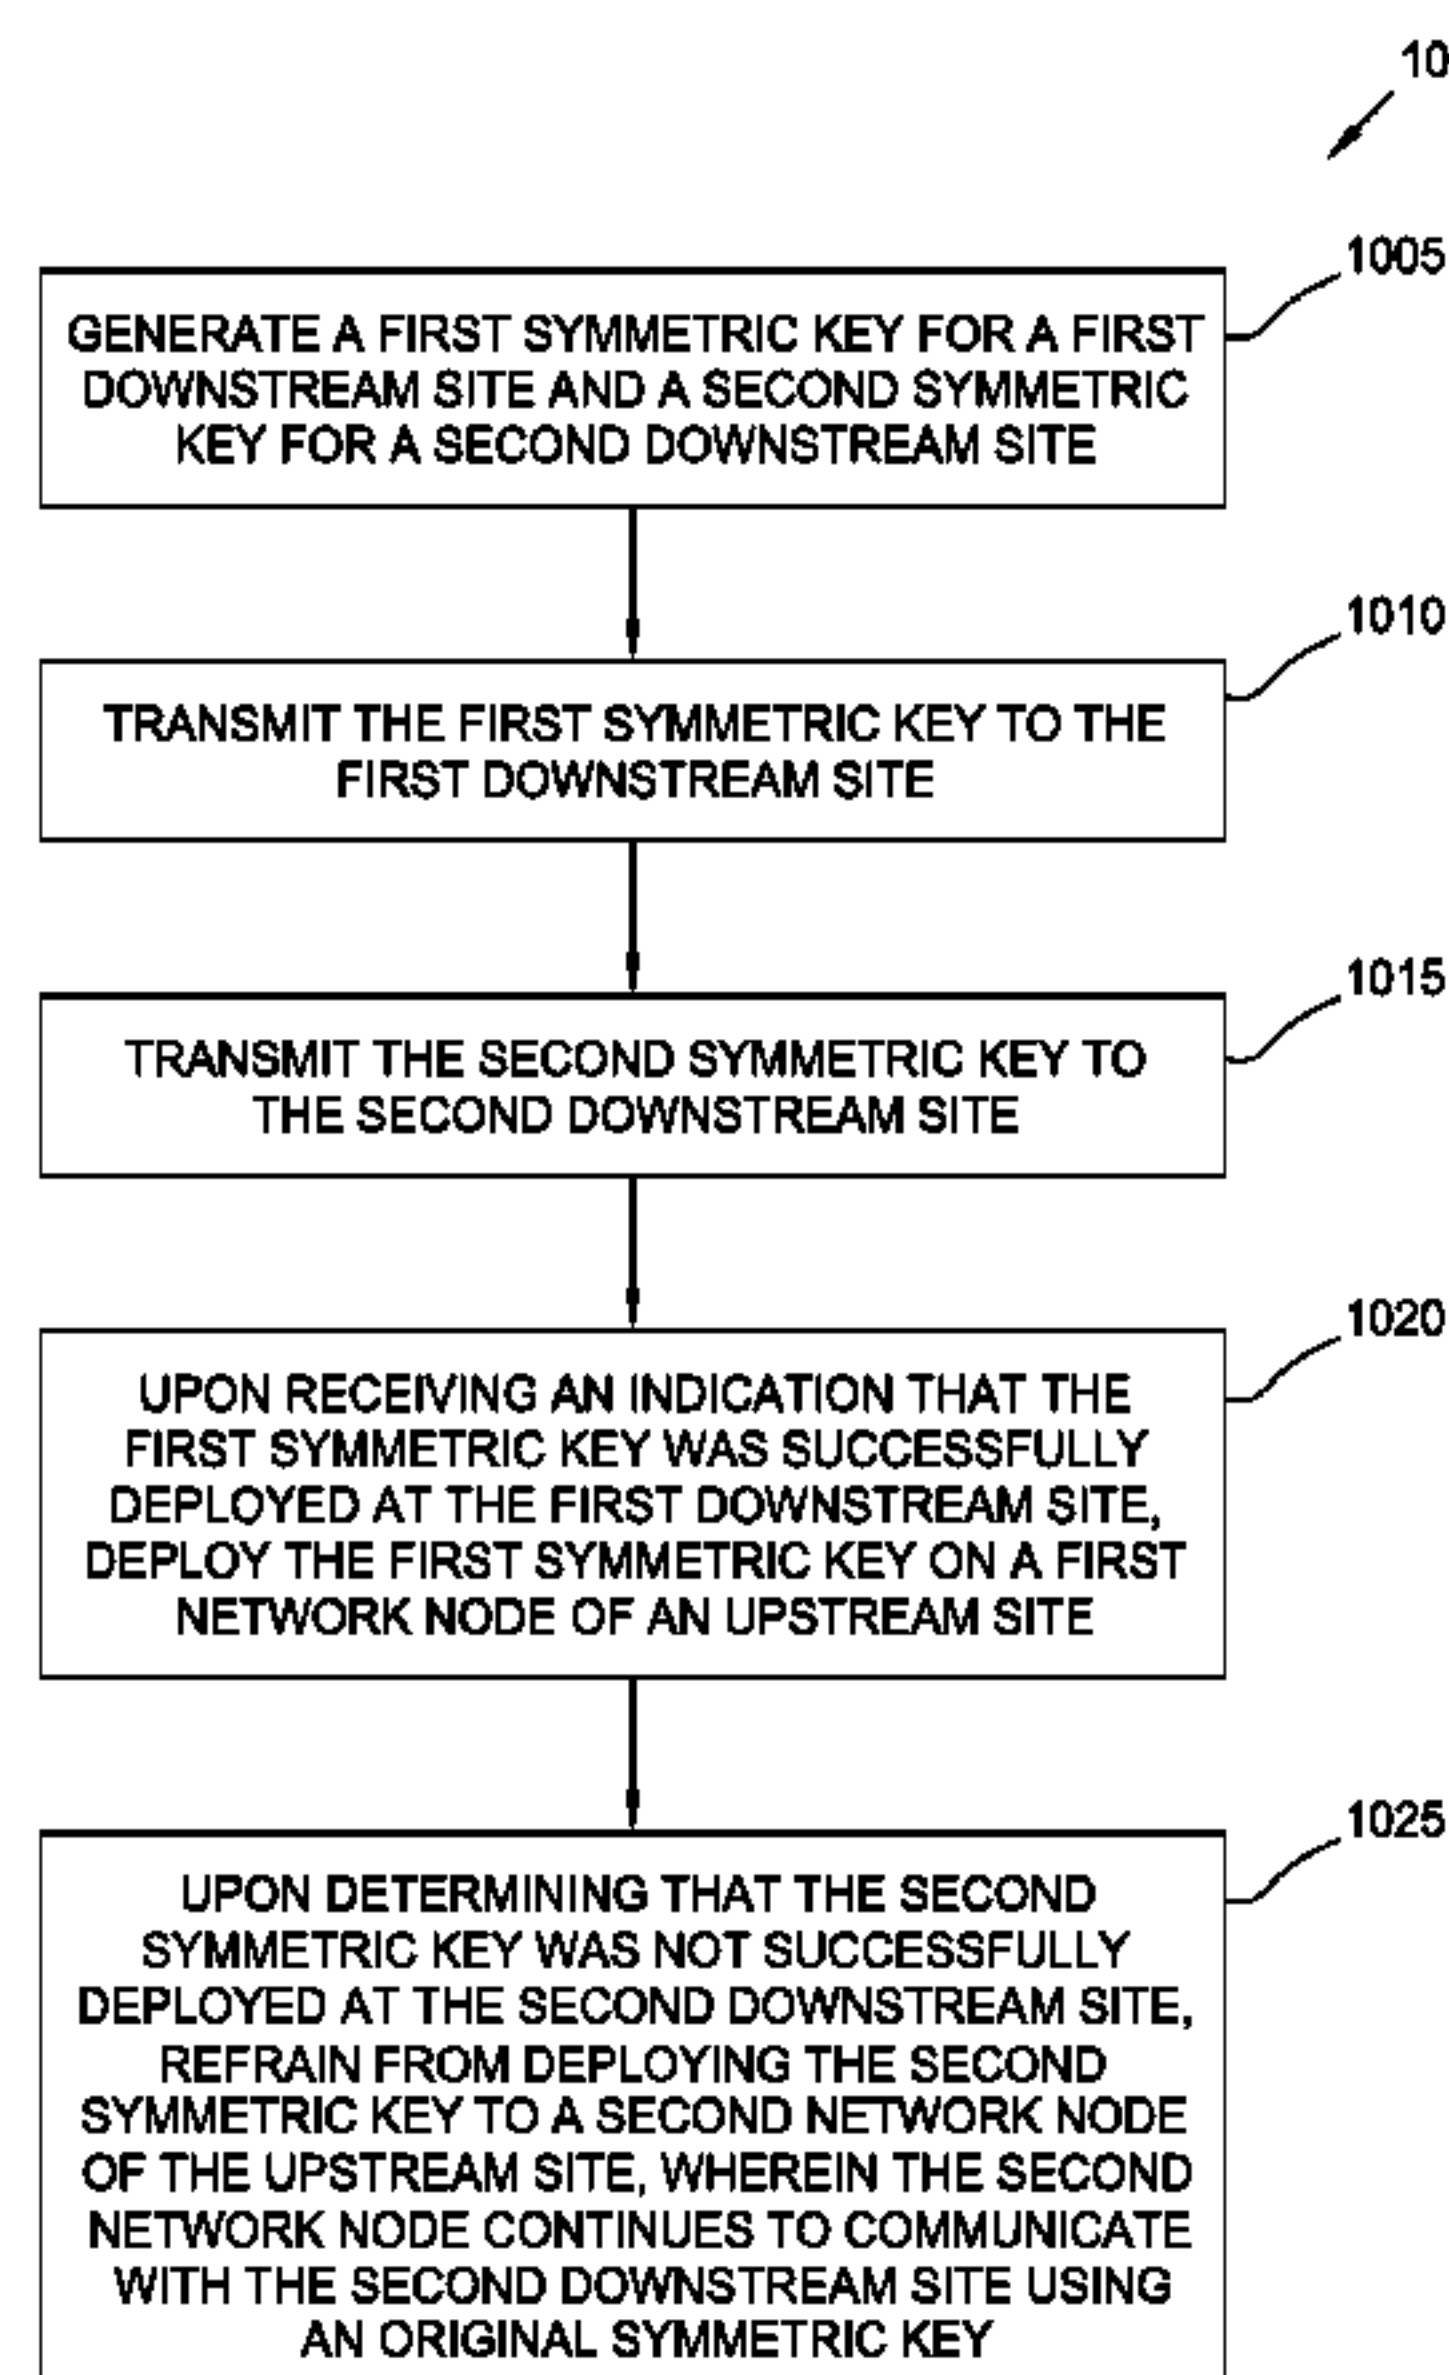 10
1005
GENERATE A FIRST SYMMETRIC KEY FOR A FIRST
DOWNSTREAM SITE AND A SECOND SYMMETRIC
KEY FOR A SECOND DOWNSTREAM SITE
1010
TRANSMIT THE FIRST SYMMETRIC KEY TO THE
FIRST DOWNSTREAM SITE
1015
TRANSMIT THE SECOND SYMMETRIC KEY TO
THE SECOND DOWNSTREAM SITE
1020
UPON RECEIVING AN INDICATION THAT THE
FIRST SYMMETRIC KEY WAS SUCCESSFULLY
DEPLOYED AT THE FIRST DOWNSTREAM SITE,
DEPLOY THE FIRST SYMMETRIC KEY ON A FIRST
NETWORK NODE OF AN UPSTREAM SITE
1025
UPON DETERMINING THAT THE SECOND
SYMMETRIC KEY WAS NOT SUCCESSFULLY
DEPLOYED AT THE SECOND DOWNSTREAM SITE,
REFRAIN FROM DEPLOYING THE SECOND
SYMMETRIC KEY TO A SECOND NETWORK NODE
OF THE UPSTREAM SITE, WHEREIN THE SECOND
NETWORK NODE CONTINUES TO COMMUNICATE
WITH THE SECOND DOWNSTREAM SITE USING
AN ORIGINAL SYMMETRIC KEY